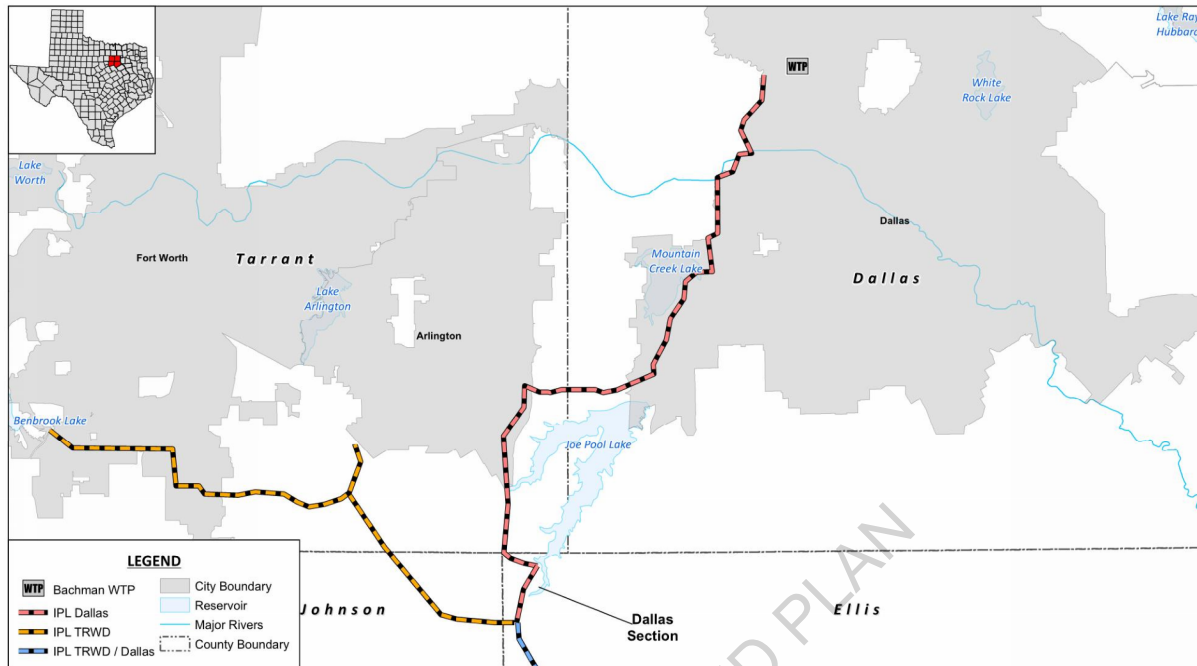 Lake Ray
Hubbard
WTP
White
Rock Lake
Lake
Worth
Dallas
Fort Worth
Tarrant
Mountain
Creek Lake
Dallas
Lake
Arlington
Arlington
Benbrook Lake
Joe Pool Lake
LEGEND
WTP Bachman WTP
IPL Dallas
IPL TRWD
IPL TRWD / Dallas
City Boundary
Reservoir
Major Rivers
County Boundary
Johnson
Ellis
Dallas
Section
D PLAN